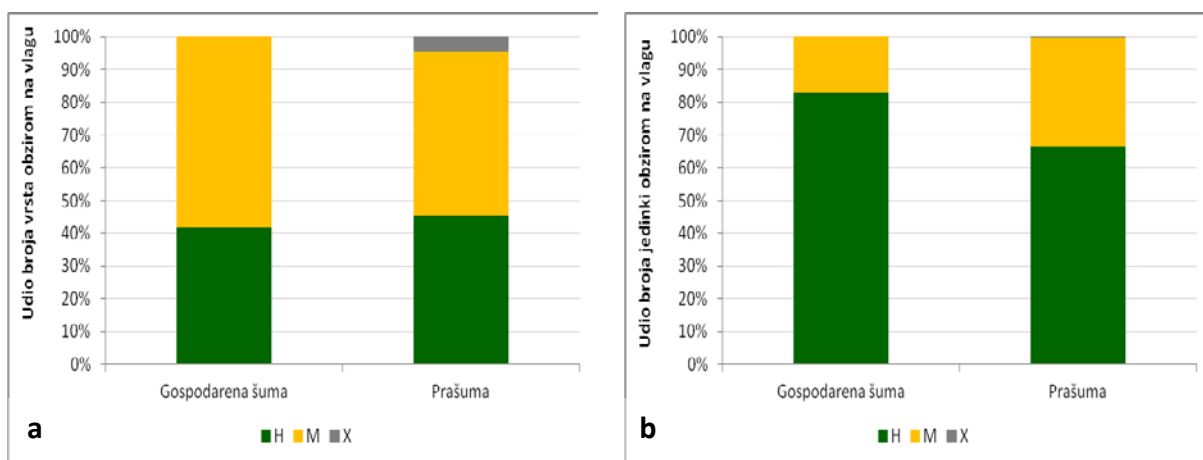 Udio broja vrsta obzirom na vlagu
100%
90%
80%
70%
60%
50%
40%
30%
20%
10%
0%
Gospodarena šuma
Prašuma
H M X
a
Udio broja jedinki obzirom na vlagu
100%
90%
80%
70%
60%
50%
40%
30%
20%
10%
0%
Gospodarena šuma
Prašuma
H M X
b